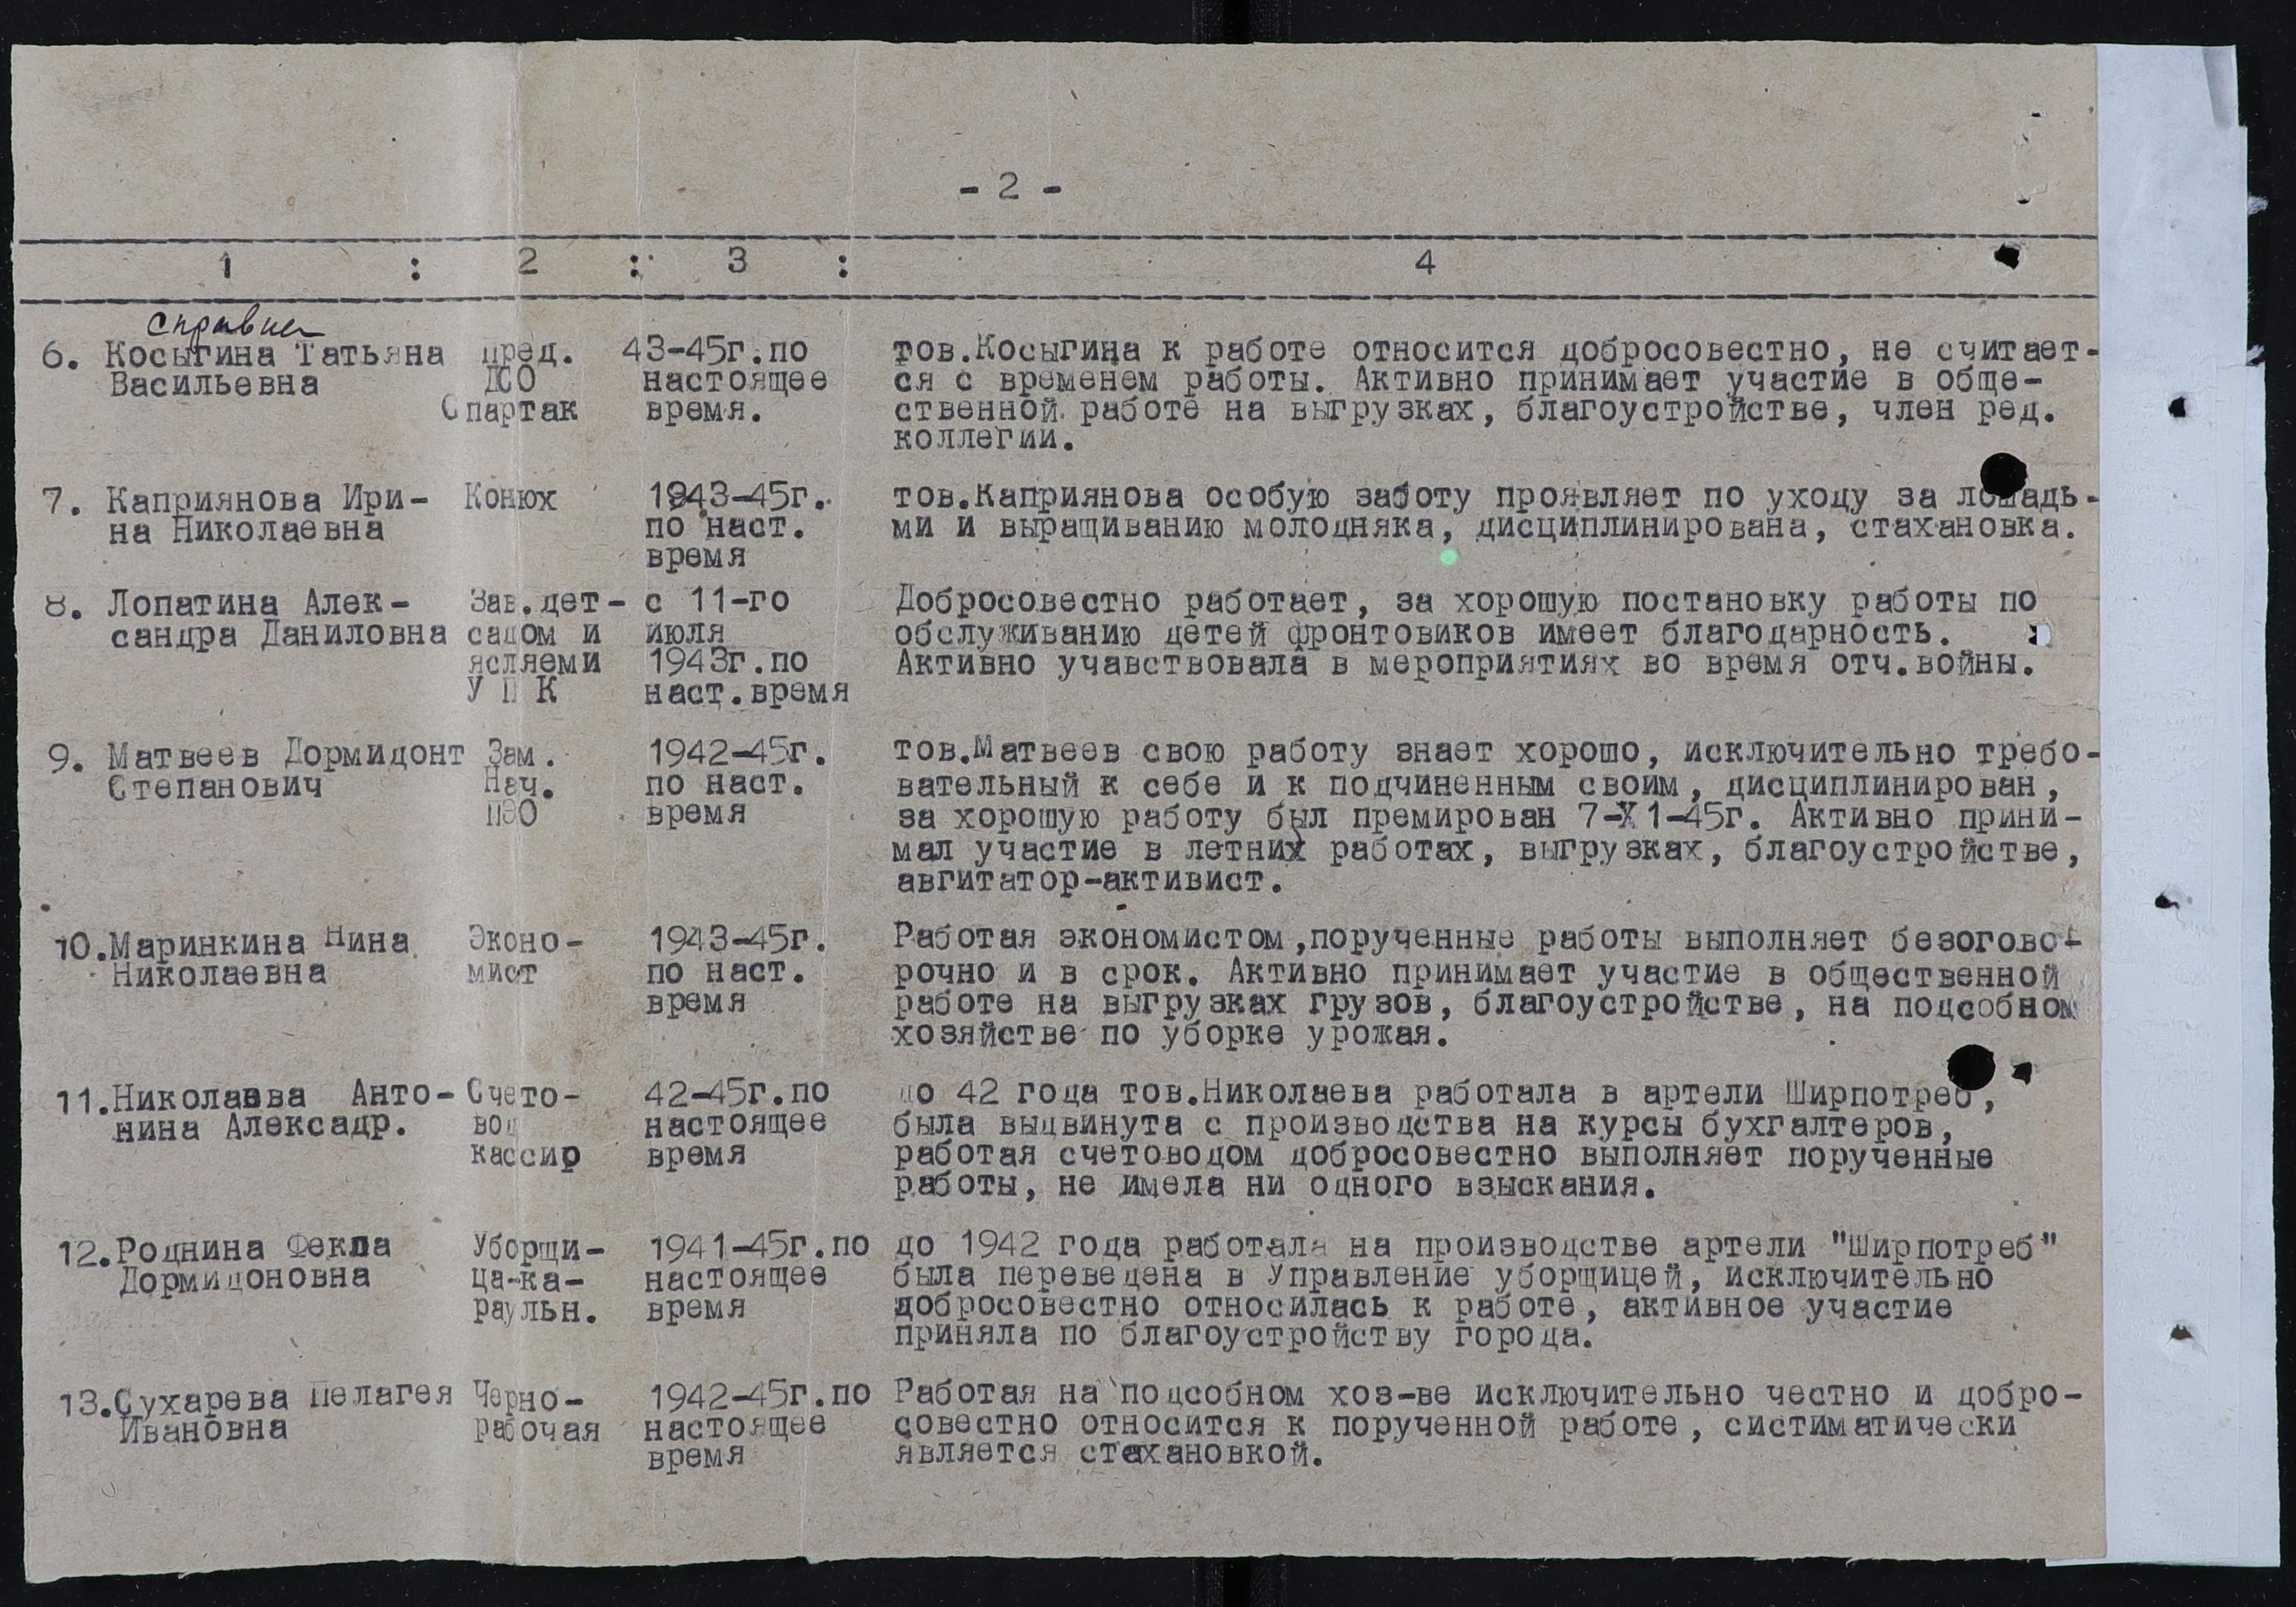 - 2 -
1 : 2 : 3 : 4
справка
6. Косыгина Татьяна пред. 43-45г.по тов.Косыгина к работе относится добросовестно, не считает-
Васильевна ДСО настоящее ся с временем работы. Активно принимает участие в обще-
Спартак время. ственной работе на выгрузках, благоустройстве, член ред.
коллегии.
7. Каприянова Ири- Конюх 1943-45г. тов.Каприянова особую заботу проявляет по уходу за лошадь-
на Николаевна по наст. ми и выращиванию молодняка, дисциплинирована, стахановка.
время
8. Лопатина Алек- Зав.дет- с 11-го Добросовестно работает, за хорошую постановку работы по
сандра Даниловна садом и июля обслуживанию детей фронтовиков имеет благодарность.
ясляеми 1943г.по Активно учавствовала в мероприятиях во время отч.войны.
У П К наст.время
9. Матвеев Дормидонт Зам. 1942-45г. тов.Матвеев свою работу знает хорошо, исключительно требо-
Степанович Нач. по наст. вательный к себе и к подчиненным своим, дисциплинирован,
ПЭО время за хорошую работу был премирован 7-Х1-45г. Активно прини-
мал участие в летних работах, выгрузках, благоустройстве,
авгитатор-активист.
10.Маринкина Нина Эконо- 1943-45г. Работая экономистом,порученные работы выполняет безогово-
Николаевна мист по наст. рочно и в срок. Активно принимает участие в общественной
время работе на выгрузках грузов, благоустройстве, на подсобном
хозяйстве по уборке урожая.
11.Николаева Анто- Счето- 42-45г.по до 42 года тов.Николаева работала в артели Ширпотреб,
нина Алексадр. вод настоящее была выдвинута с производства на курсы бухгалтеров,
кассир время работая счетоводом добросовестно выполняет порученные
работы, не имела ни одного взыскания.
12.Роднина Фекла Уборщи- 1941-45г.по до 1942 года работала на производстве артели "Ширпотреб"
Дормидоновна ца-ка- настоящее была переведена в Управление уборщицей, исключительно
раульн. время добросовестно относилась к работе, активное участие
приняла по благоустройству города.
13.Сухарева Пелагея Черно- 1942-45г.по Работая на подсобном хоз-ве исключительно честно и добро-
Ивановна рабочая настоящее совестно относится к порученной работе, систиматически
время является стахановкой.